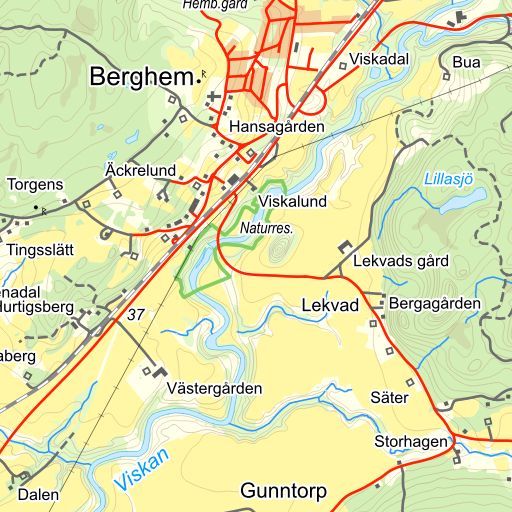 Hemb.gård
Viskadal
Bua
Berghem
Hansagården
Äckrelund
Torgens
Lillasjö
Viskalund
Naturres.
Tingsslätt
Lekvads gård
enadal
Hurtigsberg
37
Lekvad
Bergagården
aberg
Västergården
Säter
Storhagen
Viskan
Dalen
Gunntorp